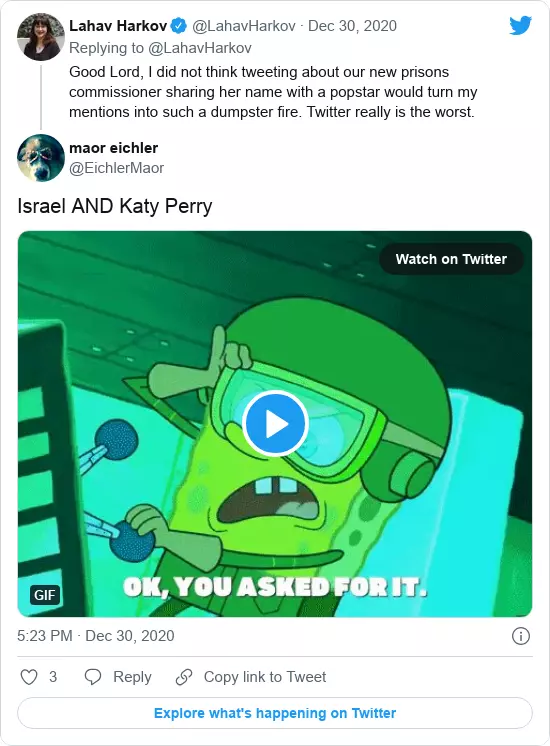 Lahav Harkov @LahavHarkov · Dec 30, 2020
Replying to @LahavHarkov
Good Lord, I did not think tweeting about our new prisons
commissioner sharing her name with a popstar would turn my
mentions into such a dumpster fire. Twitter really is the worst.
maor eichler
@EichlerMaor
Israel AND Katy Perry
Watch on Twitter
OK, YOU ASKED FOR IT.
GIF
5:23 PM · Dec 30, 2020
3 Reply Copy link to Tweet
Explore what's happening on Twitter